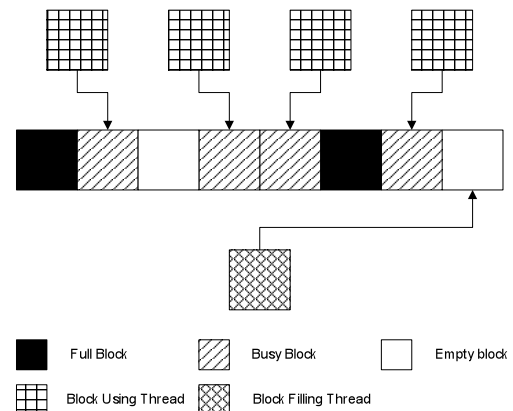 Full Block
Busy Block
Empty block
Block Using Thread
Block Filling Thread